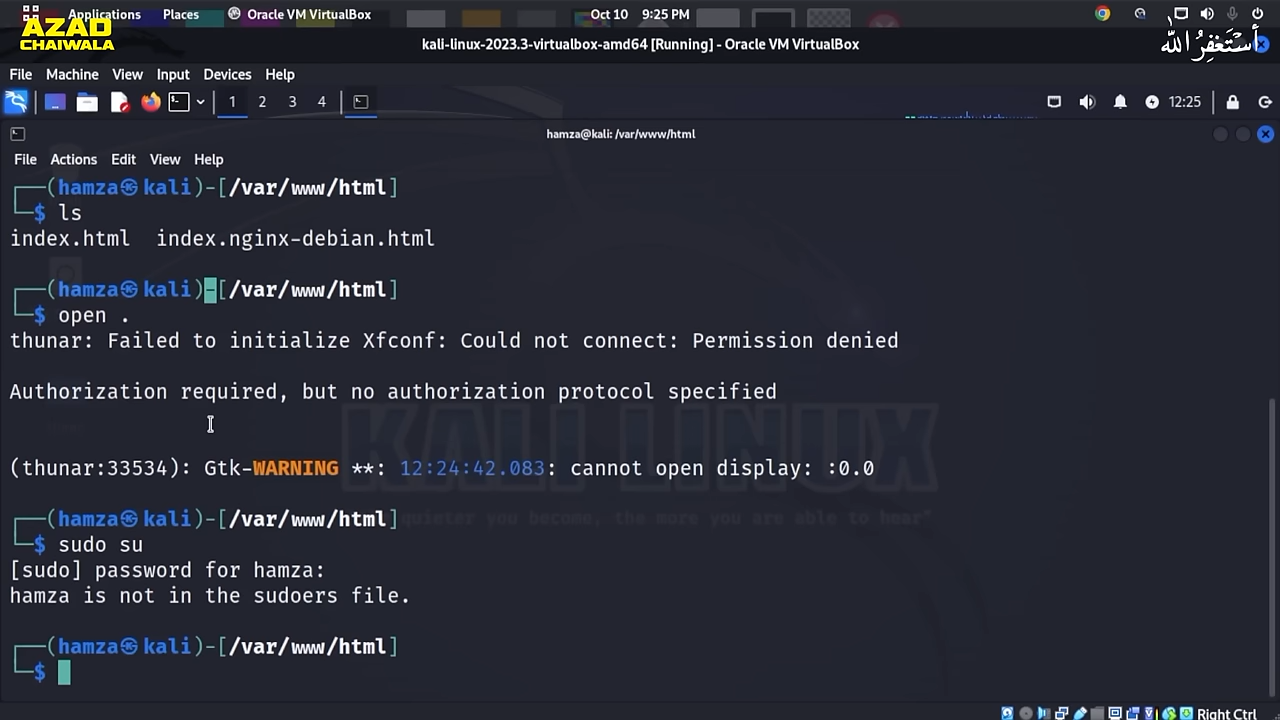 Applications Places Oracle VM VirtualBox Oct 10 9:25 PM
AZAD
CHAIWALA
أستغفر الله
kali-linux-2023.3-virtualbox-amd64 [Running] - Oracle VM VirtualBox
File Machine View Input Devices Help
1 2 3 4 12:25
hamza@kali: /var/www/html
File Actions Edit View Help
┌──(hamza㉿kali)-[/var/www/html]
└─$ ls
index.html index.nginx-debian.html
┌──(hamza㉿kali)-[/var/www/html]
└─$ open .
thunar: Failed to initialize Xfconf: Could not connect: Permission denied
Authorization required, but no authorization protocol specified
(thunar:33534): Gtk-WARNING **: 12:24:42.083: cannot open display: :0.0
KALI LINUX
┌──(hamza㉿kali)-[/var/www/html]
quieter you become, the more you are able to hear"
└─$ sudo su
[sudo] password for hamza:
hamza is not in the sudoers file.
┌──(hamza㉿kali)-[/var/www/html]
└─$
Right Ctrl